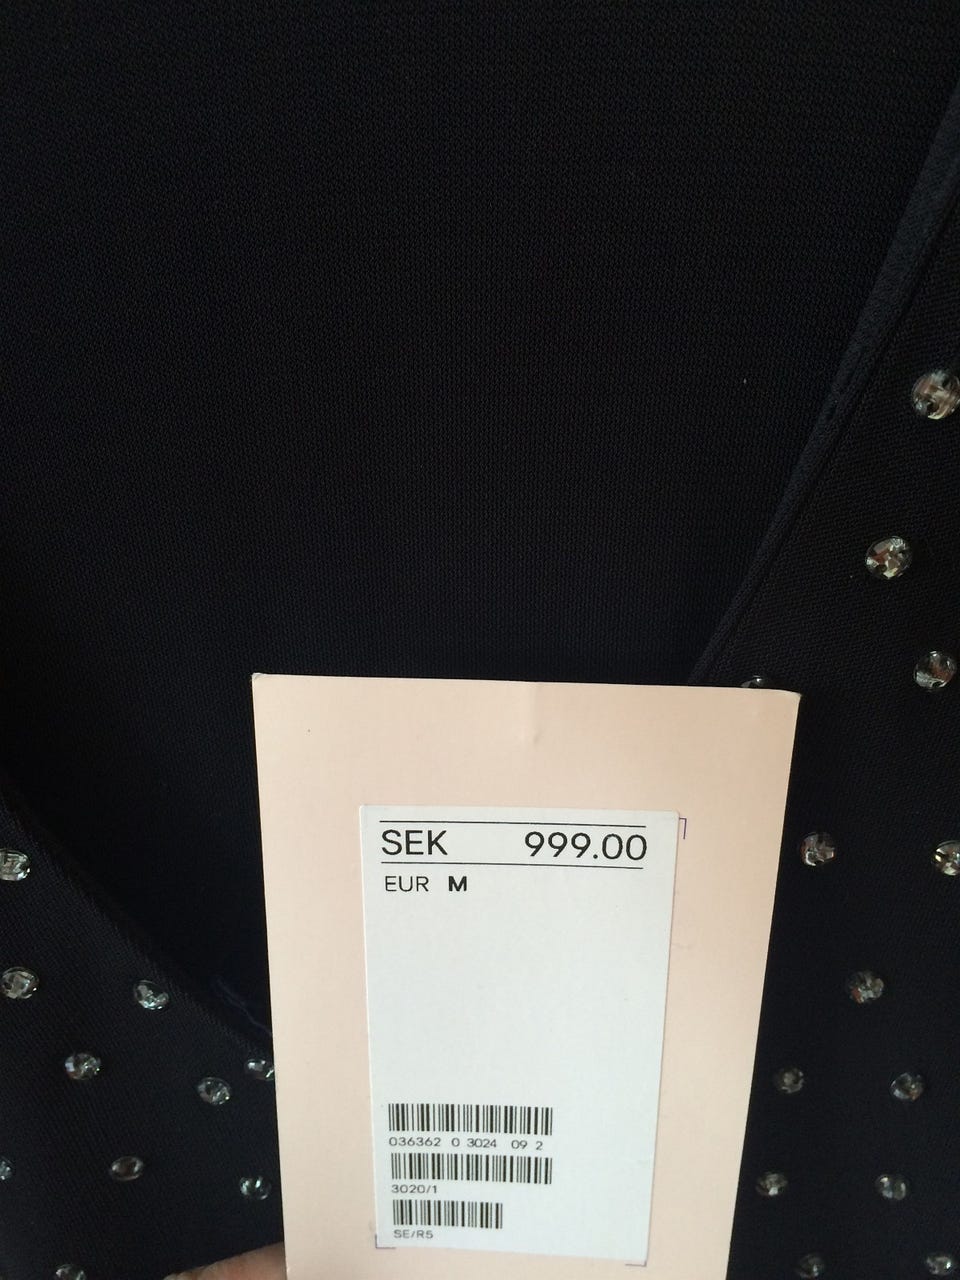 SEK 999.00
EUR M
036362 0 3024 09 2
3020/1
SE/R5